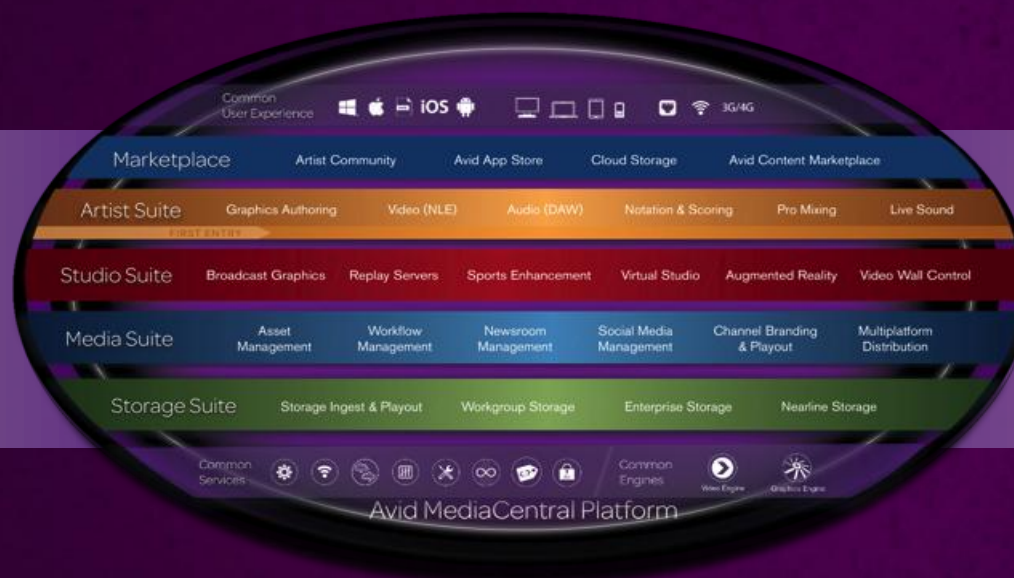 Common
User Experience
iOS
3G/4G
Marketplace Artist Community Avid App Store Cloud Storage Avid Content Marketplace
Artist Suite Graphics Authoring Video (NLE) Audio (DAW) Notation & Scoring Pro Mixing Live Sound
FIRST ENTRY
Studio Suite Broadcast Graphics Replay Servers Sports Enhancement Virtual Studio Augmented Reality Video Wall Control
Media Suite
Asset
Management
Workflow
Management
Newsroom
Management
Social Media
Management
Channel Branding
& Playout
Multiplatform
Distribution
Storage Suite Storage Ingest & Playout Workgroup Storage Enterprise Storage Nearline Storage
Common
Services
Common
Engines
Video Engine
Graphics Engine
Avid MediaCentral Platform